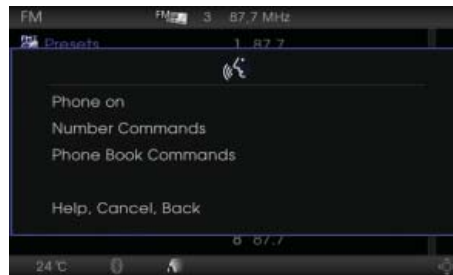 FM FM 3 87,7 MHz
Presets 1 87.7
Phone on
Number Commands
Phone Book Commands
Help, Cancel, Back
87.7
24°C